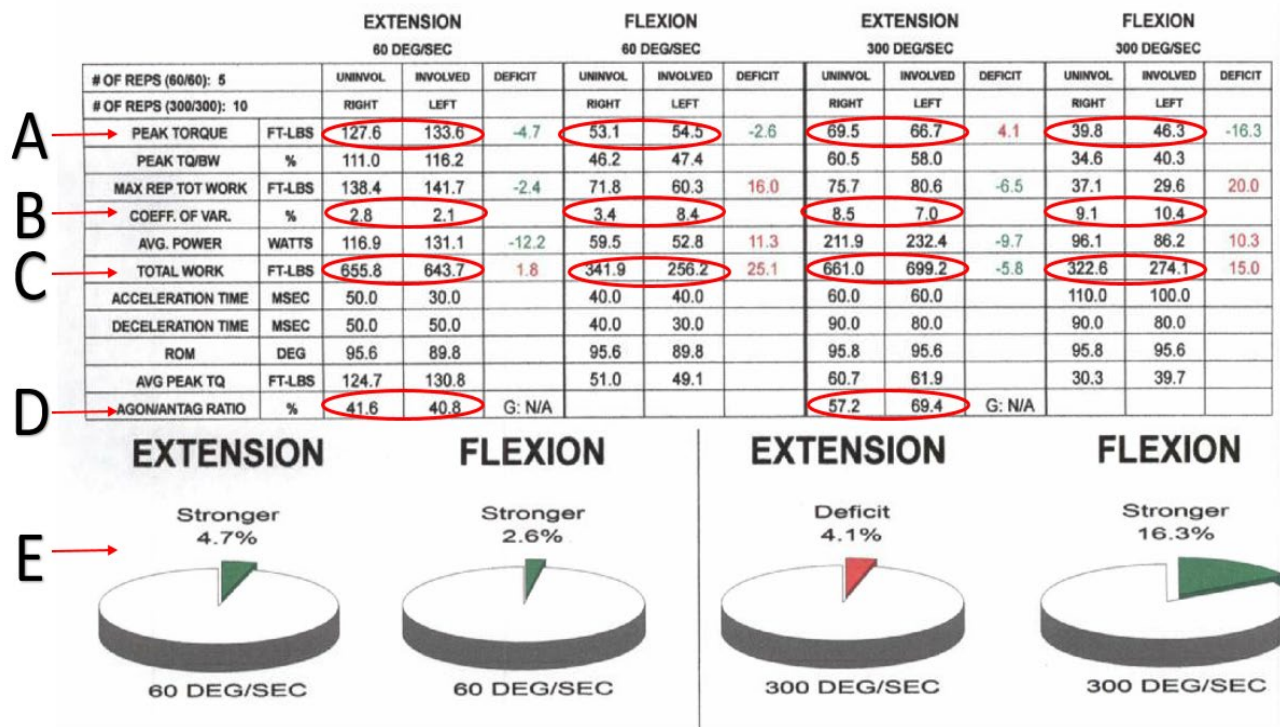 EXTENSION FLEXION EXTENSION FLEXION
60 DEG/SEC 60 DEG/SEC 300 DEG/SEC 300 DEG/SEC
# OF REPS (60/60): 5 UNINVOL INVOLVED DEFICIT UNINVOL INVOLVED DEFICIT UNINVOL INVOLVED DEFICIT UNINVOL INVOLVED DEFICIT
# OF REPS (300/300): 10 RIGHT LEFT RIGHT LEFT RIGHT LEFT RIGHT LEFT
A PEAK TORQUE FT-LBS 127.6 133.6 -4.7 53.1 54.5 -2.6 69.5 66.7 4.1 39.8 46.3 -16.3
PEAK TQ/BW % 111.0 116.2 46.2 47.4 60.5 58.0 34.6 40.3
MAX REP TOT WORK FT-LBS 138.4 141.7 -2.4 71.8 60.3 16.0 75.7 80.6 -6.5 37.1 29.6 20.0
B COEFF. OF VAR. % 2.8 2.1 3.4 8.4 8.5 7.0 9.1 10.4
AVG. POWER WATTS 116.9 131.1 -12.2 59.5 52.8 11.3 211.9 232.4 -9.7 96.1 86.2 10.3
C TOTAL WORK FT-LBS 655.8 643.7 1.8 341.9 256.2 25.1 661.0 699.2 -5.8 322.6 274.1 15.0
ACCELERATION TIME MSEC 50.0 30.0 40.0 40.0 60.0 60.0 110.0 100.0
DECELERATION TIME MSEC 50.0 50.0 40.0 30.0 90.0 80.0 90.0 80.0
ROM DEG 95.6 89.8 95.6 89.8 95.8 95.6 95.8 95.6
AVG PEAK TQ FT-LBS 124.7 130.8 51.0 49.1 60.7 61.9 30.3 39.7
D AGON/ANTAG RATIO % 41.6 40.8 G: N/A 57.2 69.4 G: N/A
EXTENSION FLEXION EXTENSION FLEXION
Stronger Stronger Deficit Stronger
4.7% 2.6% 4.1% 16.3%
E
60 DEG/SEC 60 DEG/SEC 300 DEG/SEC 300 DEG/SEC